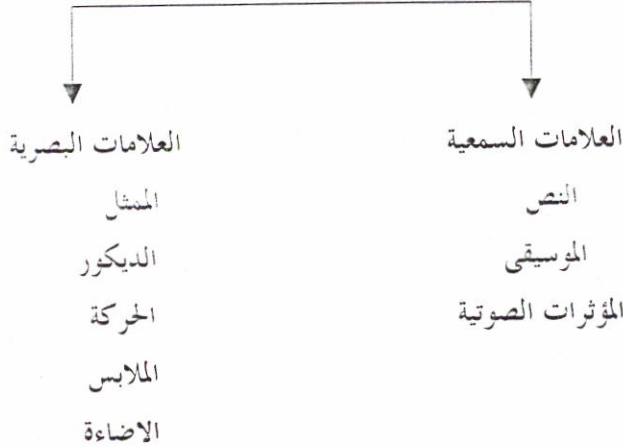 العلامات السمعية
النص
الموسيقى
المؤثرات الصوتية
العلامات البصرية
الممثل
الديكور
الحركة
الملابس
الاضاءة